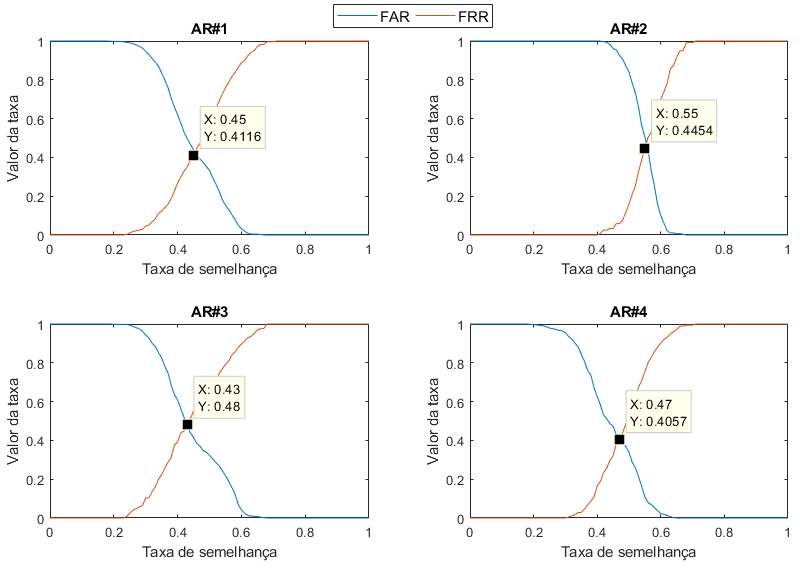 FAR FRR
AR#1
1
0.8
0.6
0.4
0.2
0
Valor da taxa
X: 0.45
Y: 0.4116
0 0.2 0.4 0.6 0.8 1
Taxa de semelhança
AR#2
1
0.8
0.6
0.4
0.2
0
Valor da taxa
X: 0.55
Y: 0.4454
0 0.2 0.4 0.6 0.8 1
Taxa de semelhança
AR#3
1
0.8
0.6
0.4
0.2
0
Valor da taxa
X: 0.43
Y: 0.48
0 0.2 0.4 0.6 0.8 1
Taxa de semelhança
AR#4
1
0.8
0.6
0.4
0.2
0
Valor da taxa
X: 0.47
Y: 0.4057
0 0.2 0.4 0.6 0.8 1
Taxa de semelhança